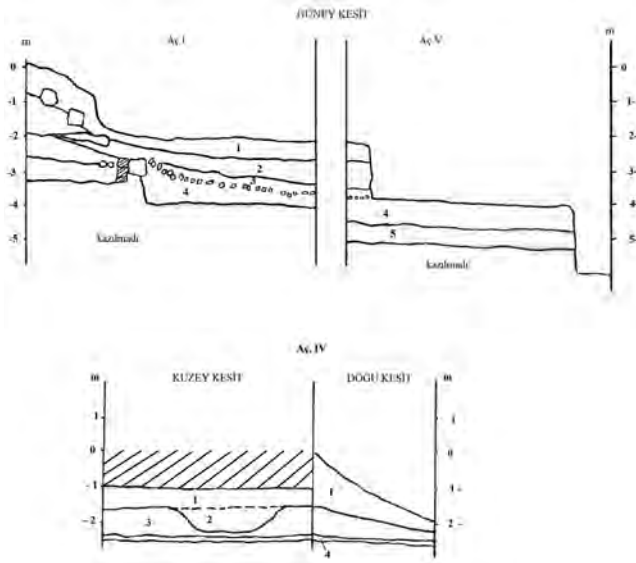 GÜNEY KESİT
m Aç.I Aç.V m
0 0
-1 -1
-2 1 -2
-3 2 -3
3
-4 4 4 -4
-5 5 -5
kazılmadı kazılmadı
Aç. IV
m KUZEY KESİT DOĞU KESİT m
1 1
0 0
-1 1 1 1-
-2 3 2 2-
4